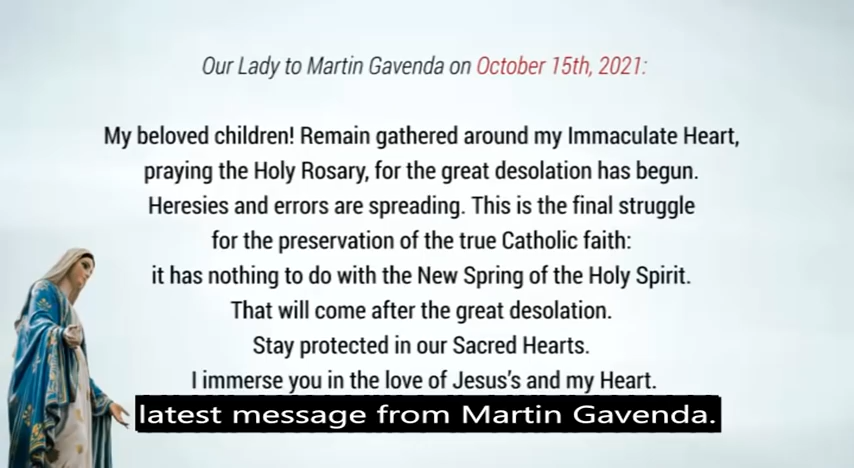 Our Lady to Martin Gavenda on October 15th, 2021:
My beloved children! Remain gathered around my Immaculate Heart,
praying the Holy Rosary, for the great desolation has begun.
Heresies and errors are spreading. This is the final struggle
for the preservation of the true Catholic faith:
it has nothing to do with the New Spring of the Holy Spirit.
That will come after the great desolation.
Stay protected in our Sacred Hearts.
I immerse you in the love of Jesus's and my Heart.
latest message from Martin Gavenda.